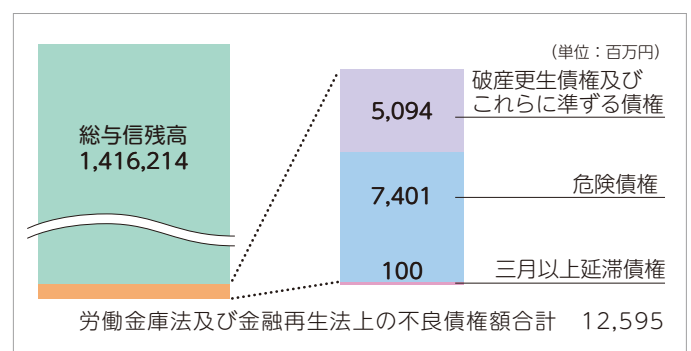 （単位：百万円）
総与信残高
1,416,214
5,094
破産更生債権及び
これらに準ずる債権
7,401
危険債権
100
三月以上延滞債権
労働金庫法及び金融再生法上の不良債権額合計　12,595